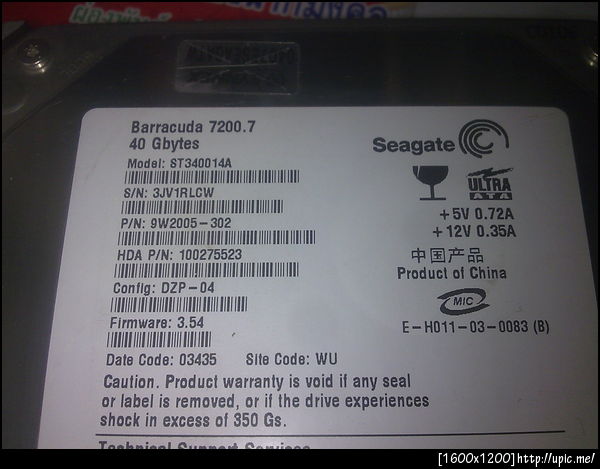 Barracuda 7200.7
40 Gbytes
Model: ST340014A
S/N: 3JV1RLCW
P/N: 9W2005-302
HDA P/N: 100275523
Config: DZP-04
Firmware: 3.54
Date Code: 03435 Site Code: WU
Seagate
ULTRA
ATA
+5V 0.72A
+12V 0.35A
中国产品
Product of China
MIC
E-H011-03-0083 (B)
Caution. Product warranty is void if any seal
or label is removed, or if the drive experiences
shock in excess of 350 Gs.
Technical Support Services
[1600x1200]http://upic.me/